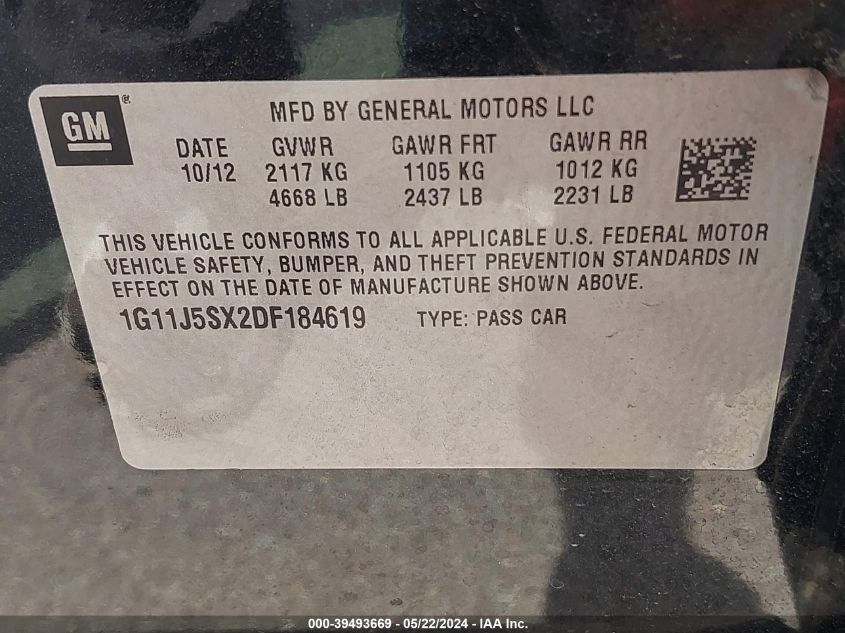 GM®
MFD BY GENERAL MOTORS LLC
DATE GVWR GAWR FRT GAWR RR
10/12 2117 KG 1105 KG 1012 KG
4668 LB 2437 LB 2231 LB
THIS VEHICLE CONFORMS TO ALL APPLICABLE U.S. FEDERAL MOTOR
VEHICLE SAFETY, BUMPER, AND THEFT PREVENTION STANDARDS IN
EFFECT ON THE DATE OF MANUFACTURE SHOWN ABOVE.
1G11J5SX2DF184619 TYPE: PASS CAR
000-39493669 - 05/22/2024 - IAA Inc.